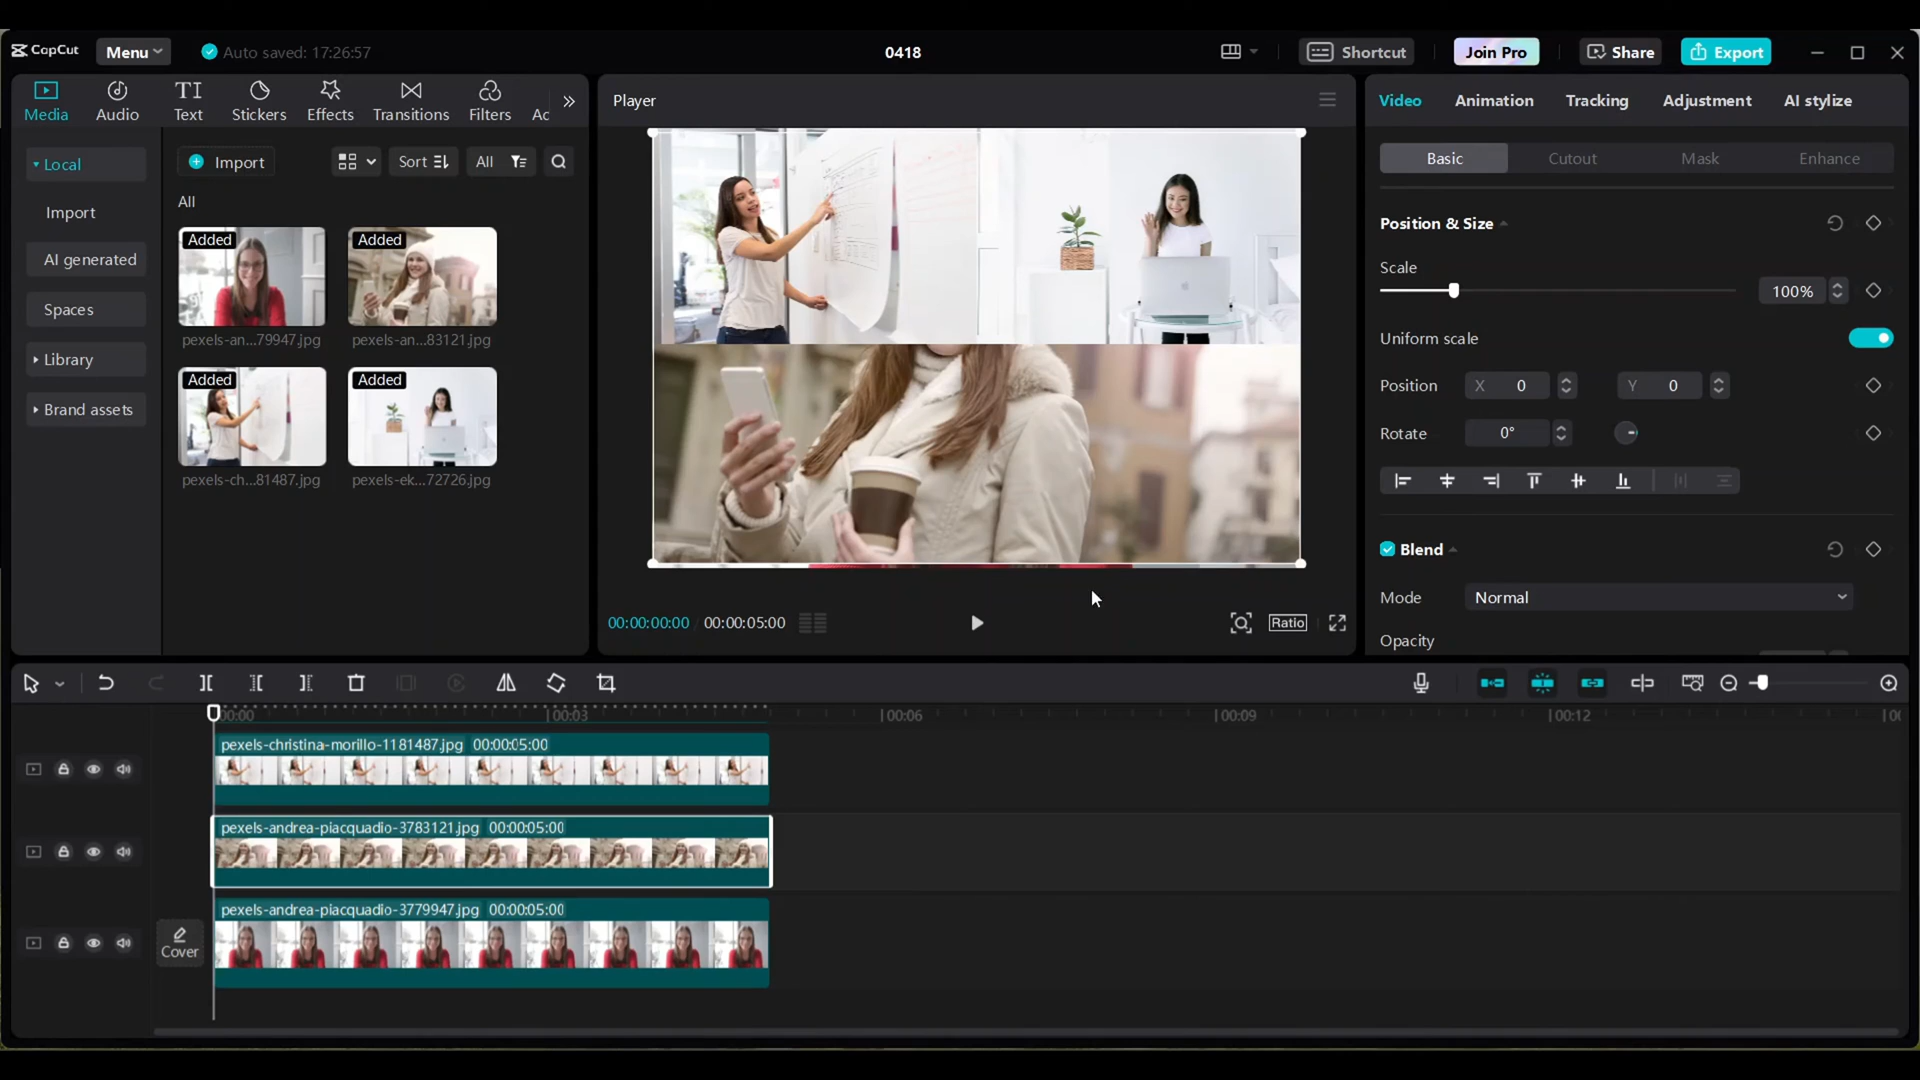 CapCut
Menu
Auto saved: 17:26:57
0418
Shortcut
Join Pro
Share
Export
Media
Audio
TI
Text
Stickers
Effects
Transitions
Filters
Ac
Local
Import
AI generated
Spaces
Library
Brand assets
Import
Sort
All
All
Added
pexels-an...79947.jpg
Added
pexels-an...83121.jpg
Added
pexels-ch...81487.jpg
Added
pexels-ek...72726.jpg
Player
00:00:00:00
00:00:05:00
Ratio
Video
Animation
Tracking
Adjustment
AI stylize
Basic
Cutout
Mask
Enhance
Position & Size
Scale
100%
Uniform scale
Position
X 0
Y 0
Rotate
0°
Blend
Mode
Normal
Opacity
00:00
00:03
00:06
00:09
00:12
pexels-christina-morillo-1181487.jpg 00:00:05:00
pexels-andrea-piacquadio-3783121.jpg 00:00:05:00
pexels-andrea-piacquadio-3779947.jpg 00:00:05:00
Cover